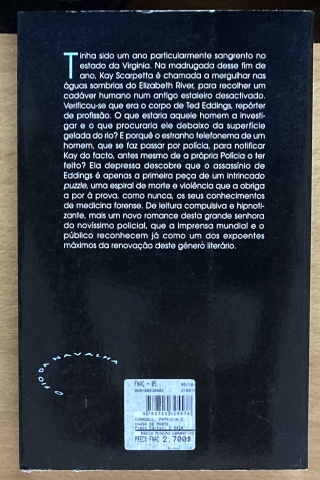 Tinha sido um ano particularmente sangrento no
estado da Virgínia. Na madrugada desse fim de
ano, Kay Scarpetta é chamada a mergulhar nas
águas sombrias do Elizabeth River, para recolher um
cadáver humano num antigo estaleiro desactivado.
Verificou-se que era o corpo de Ted Eddings, repórter
de profissão. O que estaria aquele homem a investi-
gar e o que procuraria ele debaixo da superfície
gelada do rio? E porquê o estranho telefonema de um
homem, que se faz passar por polícia, para notificar
Kay do facto, antes mesmo de a própria Polícia o ter
feito? Ela depressa descobre que o assassínio de
Eddings é apenas a primeira peça de um intrincado
puzzle, uma espiral de morte e violência que a obriga
a por à prova, como nunca, os seus conhecimentos
de medicina forense. De leitura compulsiva e hipnoti-
zante, mais um novo romance desta grande senhora
do novíssimo policial, que a imprensa mundial e o
público reconhecem já como um dos expoentes
máximos da renovação deste género literário.
O FIO DA NAVALHA
FNAC - 05
CAUSA DE MORTE
PREÇO FNAC 2.700$